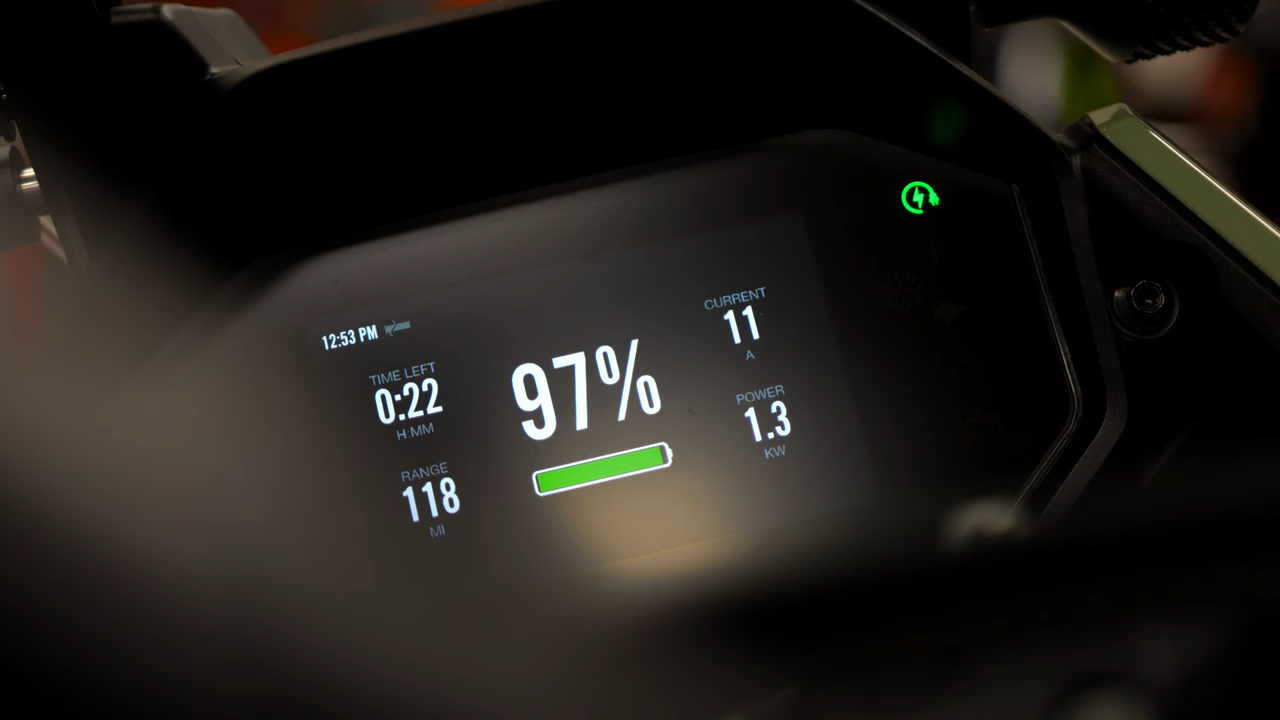 12:53 PM
TIME LEFT
0:22
H:MM
RANGE
118
MI
97%
CURRENT
11
A
POWER
1.3
KW